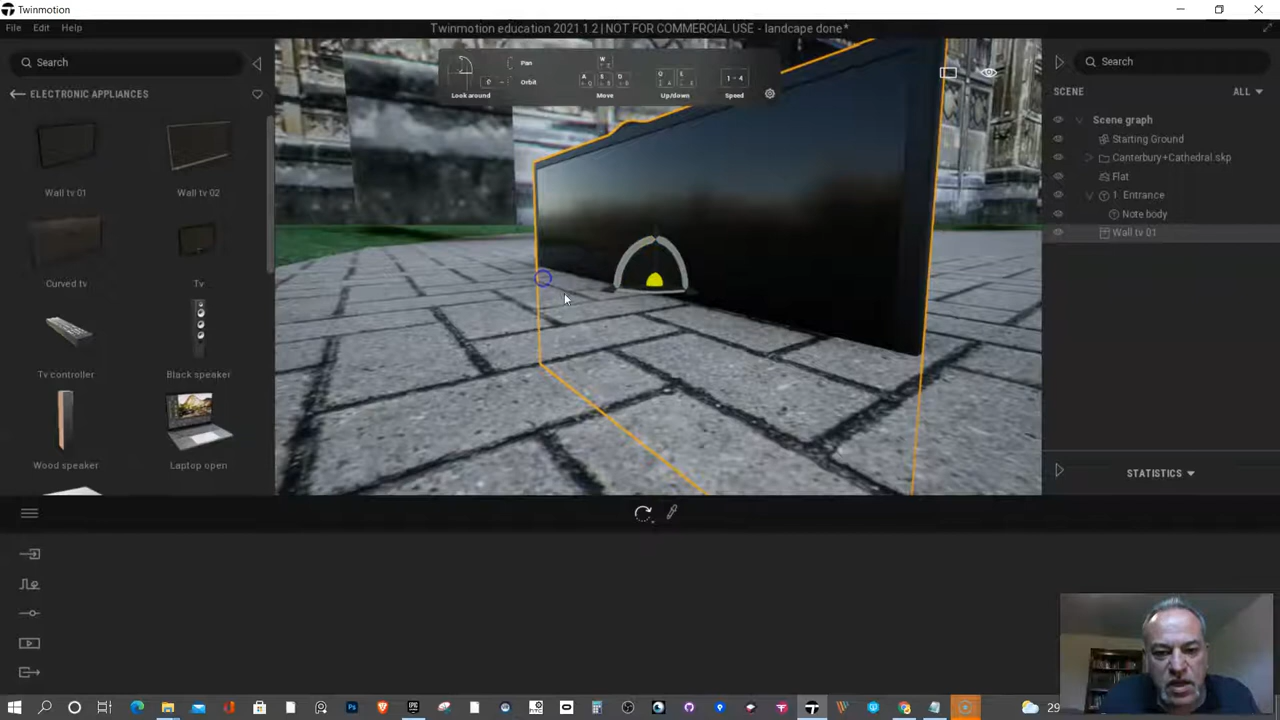 Twinmotion
File Edit Help
Twinmotion education 2021.1.2 | NOT FOR COMMERCIAL USE - landcape done*
Search
ELECTRONIC APPLIANCES
Wall tv 01
Wall tv 02
Curved tv
Tv
Tv controller
Black speaker
Wood speaker
Laptop open
Pan
Orbit
Look around
W
A S D
Move
Q E
Up/down
1 - 4
Speed
Search
SCENE
ALL
Scene graph
Starting Ground
Canterbury+Cathedral.skp
Flat
1 Entrance
Note body
Wall tv 01
STATISTICS
29